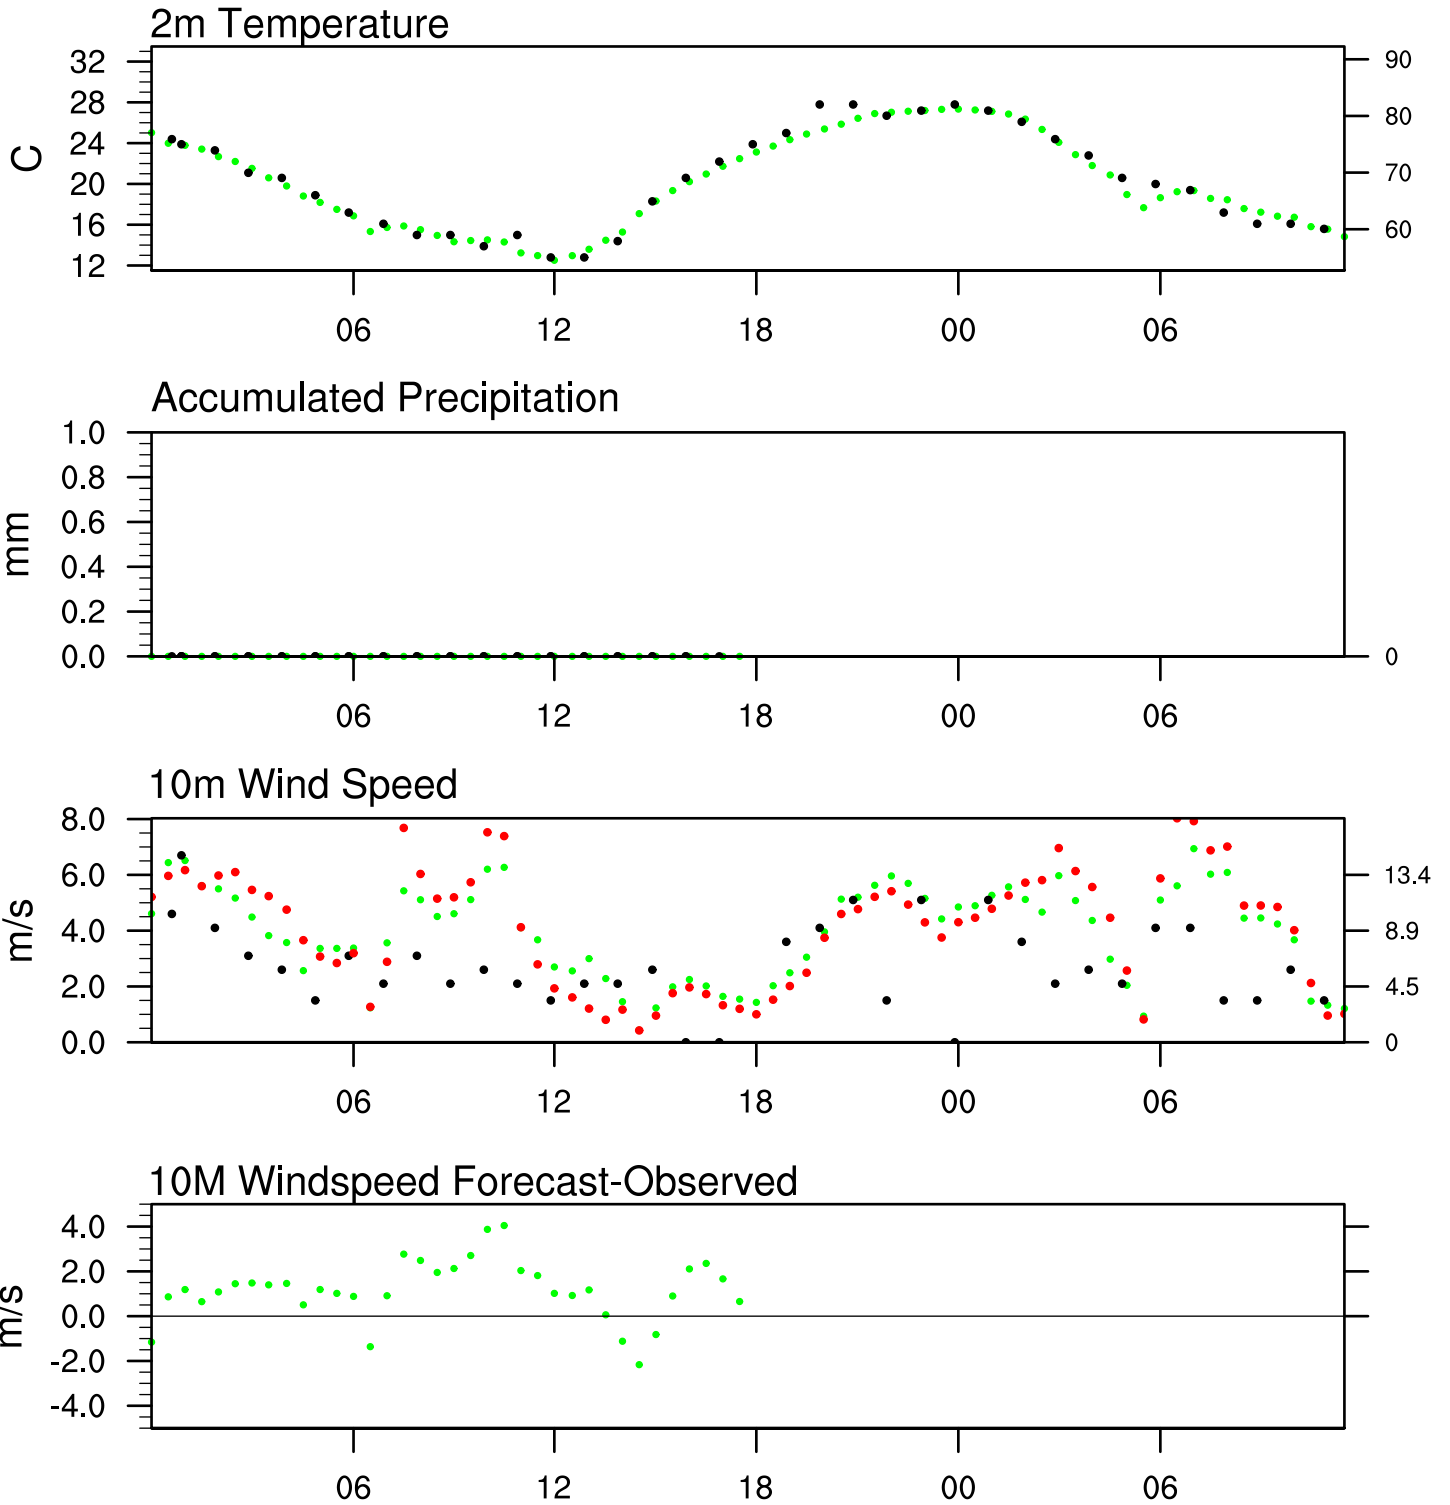 2m Temperature
C
32
28
24
20
16
12
90
80
70
60
06 12 18 00 06
Accumulated Precipitation
mm
1.0
0.8
0.6
0.4
0.2
0.0
0
06 12 18 00 06
10m Wind Speed
m/s
8.0
6.0
4.0
2.0
0.0
13.4
8.9
4.5
0
06 12 18 00 06
10M Windspeed Forecast-Observed
m/s
4.0
2.0
0.0
-2.0
-4.0
06 12 18 00 06